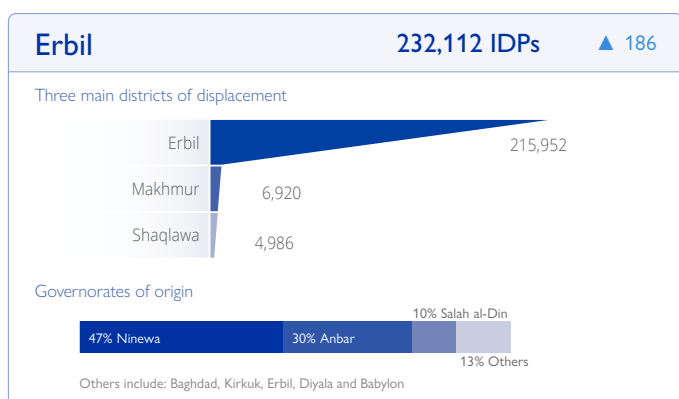 Erbil 232,112 IDPs ▲ 186
Three main districts of displacement
Erbil 215,952
Makhmur 6,920
Shaqlawa 4,986
Governorates of origin
10% Salah al-Din
47% Ninewa 30% Anbar
13% Others
Others include: Baghdad, Kirkuk, Erbil, Diyala and Babylon